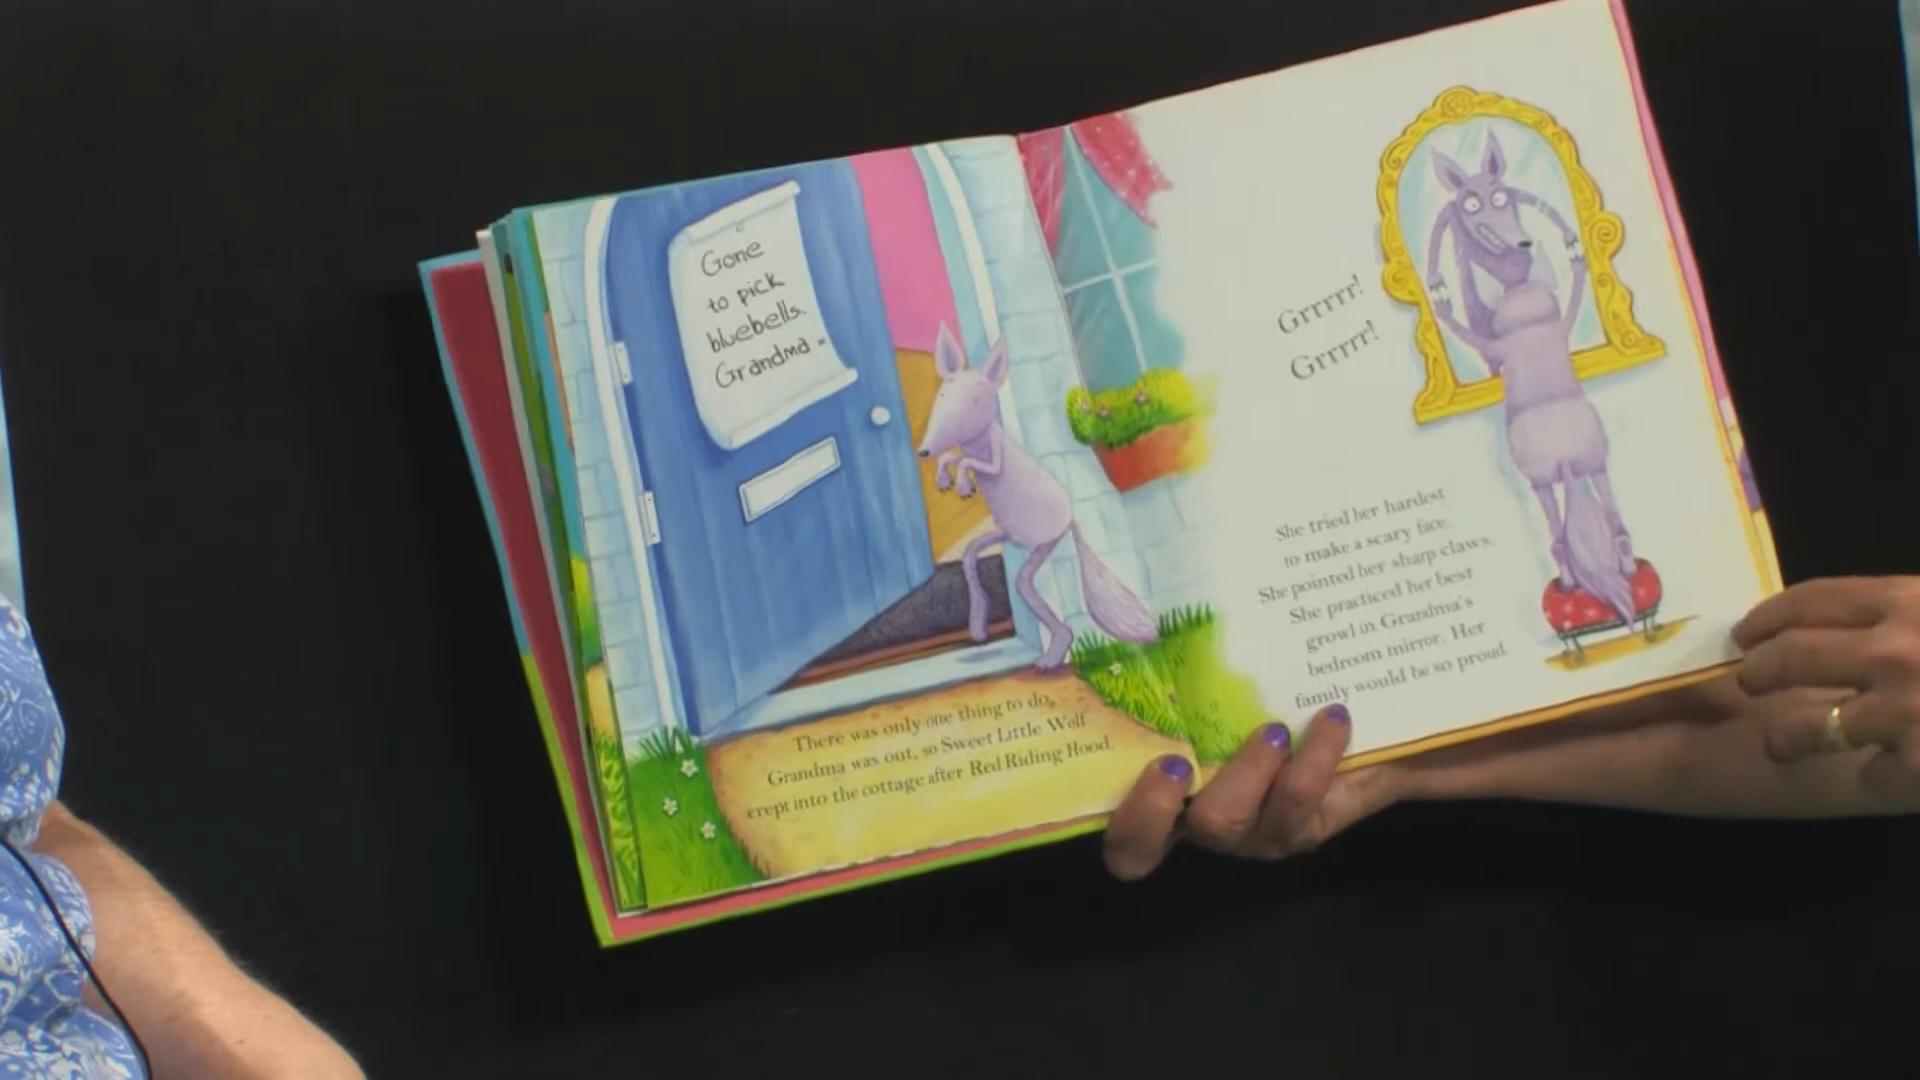 Gone
to pick
bluebells.
Grandma
There was only one thing to do.
Grandma was out, so Sweet Little Wolf
crept into the cottage after Red Riding Hood.
Grrrrr!
Grrrrr!
She tried her hardest
to make a scary face.
She pointed her sharp claws.
She practiced her best
growl in Grandma's
bedroom mirror. Her
family would be so proud.